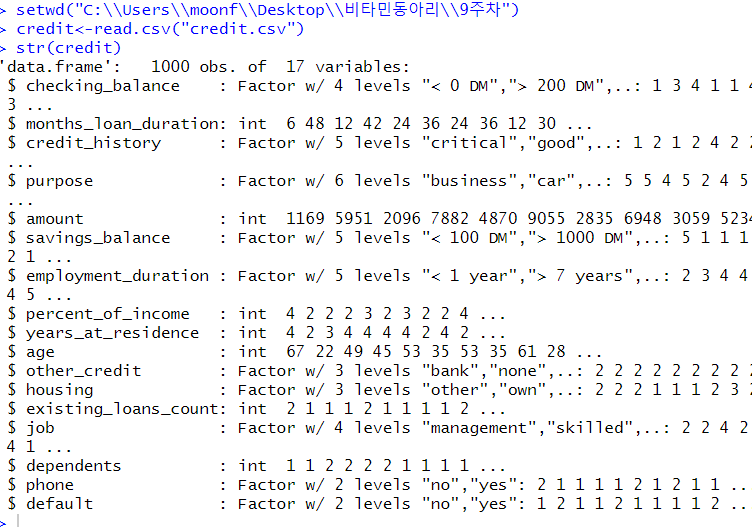 > setwd("C:\\Users\\moonf\\Desktop\\비타민동아리\\9주차")
> credit<-read.csv("credit.csv")
> str(credit)
'data.frame':   1000 obs. of  17 variables:
 $ checking_balance    : Factor w/ 4 levels "< 0 DM","> 200 DM",..: 1 3 4 1 1 4
3 ...
 $ months_loan_duration: int  6 48 12 42 24 36 24 36 12 30 ...
 $ credit_history      : Factor w/ 5 levels "critical","good",..: 1 2 1 2 4 2 2
...
 $ purpose             : Factor w/ 6 levels "business","car",..: 5 5 4 5 2 4 5
...
 $ amount              : int  1169 5951 2096 7882 4870 9055 2835 6948 3059 5234
 $ savings_balance     : Factor w/ 5 levels "< 100 DM","> 1000 DM",..: 5 1 1 1
2 1 ...
 $ employment_duration : Factor w/ 5 levels "< 1 year","> 7 years",..: 2 3 4 4
4 5 ...
 $ percent_of_income   : int  4 2 2 2 3 2 3 2 2 4 ...
 $ years_at_residence  : int  4 2 3 4 4 4 4 2 4 2 ...
 $ age                 : int  67 22 49 45 53 35 53 35 61 28 ...
 $ other_credit        : Factor w/ 3 levels "bank","none",..: 2 2 2 2 2 2 2 2 2
 $ housing             : Factor w/ 3 levels "other","own",..: 2 2 2 1 1 1 2 3 2
 $ existing_loans_count: int  2 1 1 1 2 1 1 1 1 2 ...
 $ job                 : Factor w/ 4 levels "management","skilled",..: 2 2 4 2
4 1 ...
 $ dependents          : int  1 1 2 2 2 2 1 1 1 1 ...
 $ phone               : Factor w/ 2 levels "no","yes": 2 1 1 1 1 2 1 2 1 1 ..
 $ default             : Factor w/ 2 levels "no","yes": 1 2 1 1 2 1 1 1 1 2 ..
>